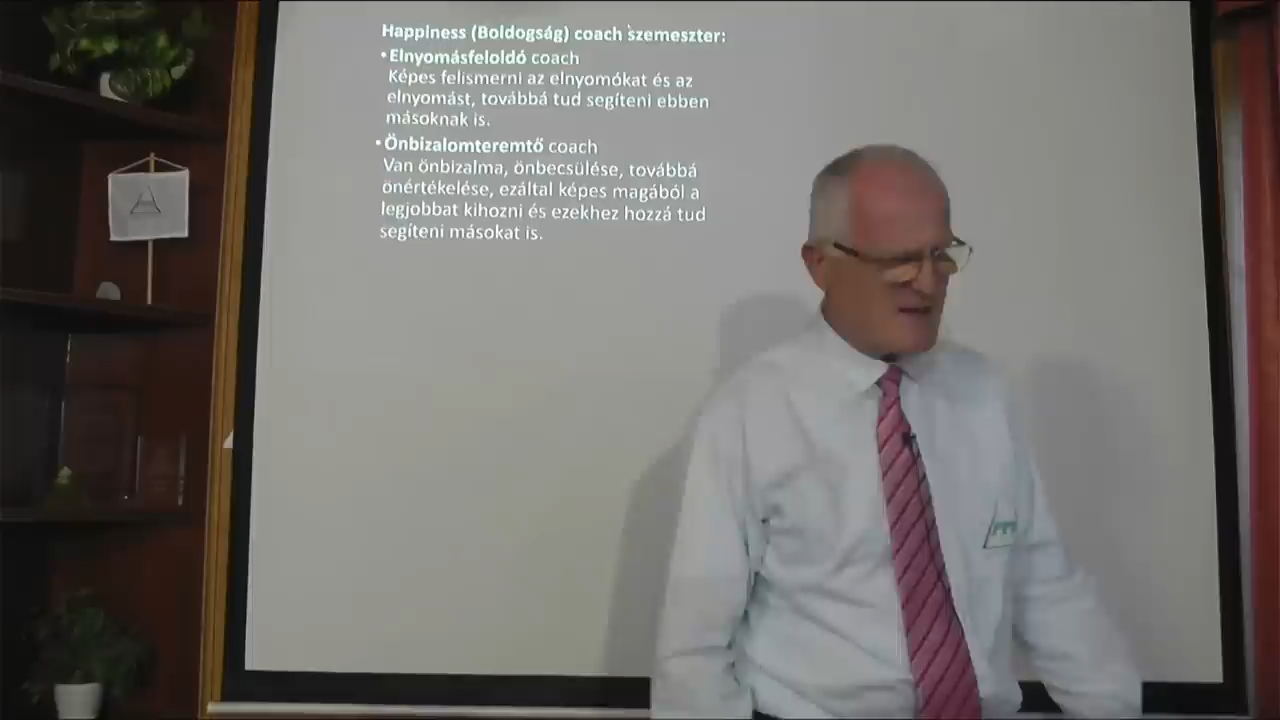 Happiness (Boldogság) coach szemeszter:
• Elnyomásfeloldó coach
Képes felismerni az elnyomókat és az
elnyomást, továbbá tud segíteni ebben
másoknak is.
• Önbizalomteremtő coach
Van önbizalma, önbecsülése, továbbá
önértékelése, ezáltal képes magából a
legjobbat kihozni és ezekhez hozzá tud
segíteni másokat is.